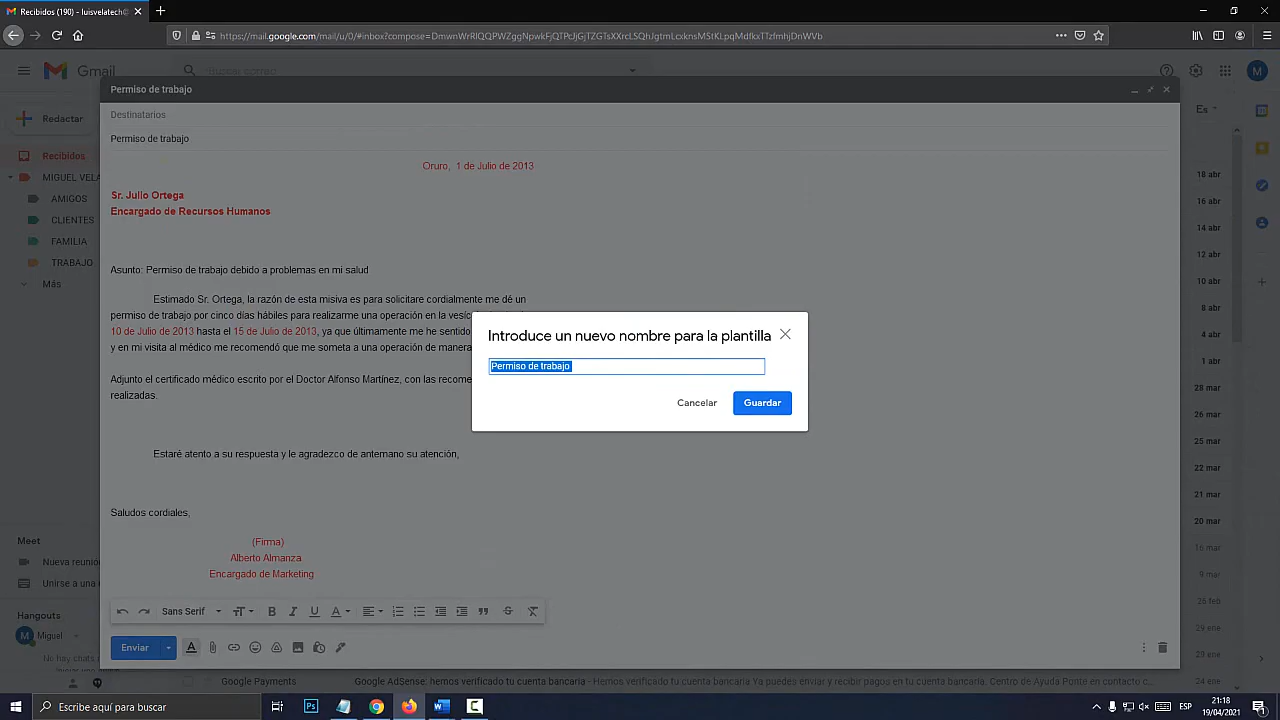 Recibidos (190) - luisvelatech@
https://mail.google.com/mail/u/0/#inbox?compose=DmwnWrRlQQPWZggNpwkFjQTPcJjGjTZGTsXXrcLSQhJgtmLcxknsMStKLpqMdfkxTTzfmhjDnWVb
Gmail
Buscar correo
M
Permiso de trabajo
Destinatarios
Redactar
Es
Permiso de trabajo
Recibidos
Oruro, 1 de Julio de 2013
MIGUEL VELA
18 abr
Sr. Julio Ortega
AMIGOS
16 abr
Encargado de Recursos Humanos
CLIENTES
14 abr
FAMILIA
12 abr
TRABAJO
Asunto: Permiso de trabajo debido a problemas en mi salud
Más
10 abr
Estimado Sr. Ortega, la razón de esta misiva es para solicitare cordialmente me dé un
8 abr
permiso de trabajo por cinco días hábiles para realizarme una operación en la
10 de Julio de 2013 hasta el 15 de Julio de 2013, ya que últimamente me he sentido
4 abr
y en mi visita al médico me recomendó que me someta a una operación de manera
1 abr
Introduce un nuevo nombre para la plantilla
Permiso de trabajo
Cancelar
Guardar
Adjunto el certificado médico escrito por el Doctor Alfonso Martínez, con las
28 mar
realizadas.
26 mar
25 mar
Estaré atento a su respuesta y le agradezco de antemano su atención,
22 mar
21 mar
Saludos cordiales,
20 mar
Meet
(Firma)
16 mar
Nueva reunión
Alberto Almanza
9 mar
Unirse a una
Encargado de Marketing
26 feb
Hangouts
Sans Serif
29 ene
M
Miguel
Enviar
23 ene
No hay chats
Google Payments
Google AdSense: hemos verificado tu cuenta bancaria - Hemos verificado tu cuenta bancaria Ya puedes enviar y recibir pagos en tu cuenta bancaria. Centro de Ayuda Ponte en contacto c...
24 ene
Escribe aquí para buscar
ESP
21:18
19/04/2021